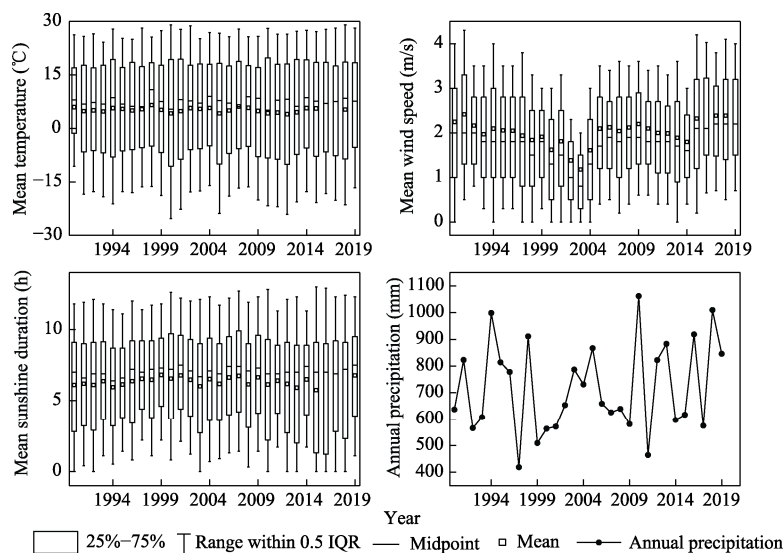 Mean temperature (℃)
30
15
0
−15
−30
1994 1999 2004 2009 2014 2019
Mean wind speed (m/s)
5
4
3
2
1
0
1994 1999 2004 2009 2014 2019
Mean sunshine duration (h)
10
5
0
1994 1999 2004 2009 2014 2019
Annual precipitation (mm)
1100
1000
900
800
700
600
500
400
1994 1999 2004 2009 2014 2019
Year
25%−75% Range within 0.5 IQR Midpoint Mean Annual precipitation